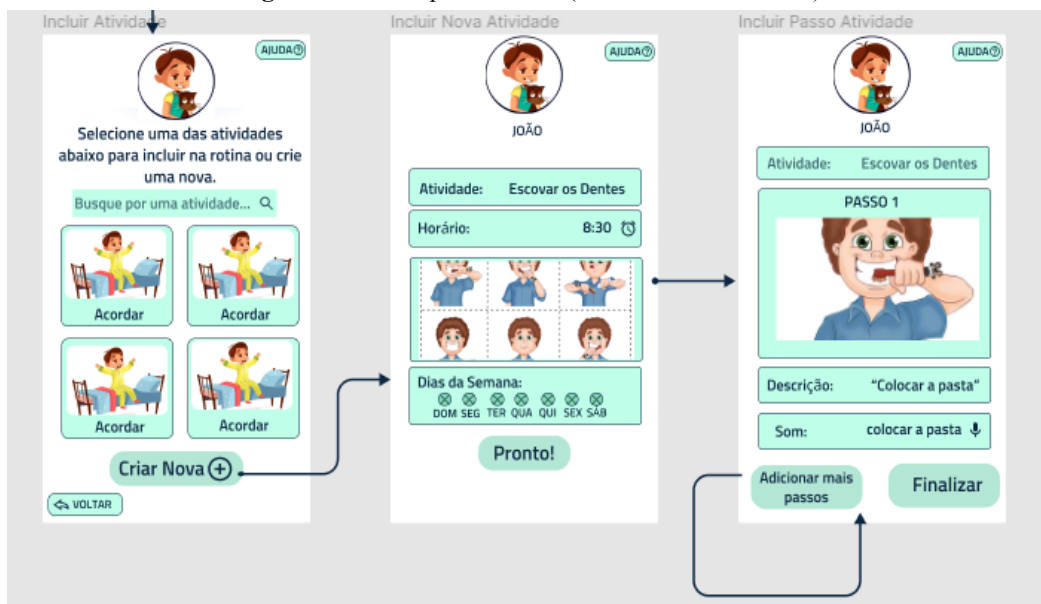 Incluir Atividade
AJUDA
Selecione uma das atividades
abaixo para incluir na rotina ou crie
uma nova.
Busque por uma atividade...
Acordar
Acordar
Acordar
Acordar
Criar Nova
VOLTAR
Incluir Nova Atividade
AJUDA
JOÃO
Atividade: Escovar os Dentes
Horário: 8:30
Dias da Semana:
DOM SEG TER QUA QUI SEX SÁB
Pronto!
Incluir Passo Atividade
AJUDA
JOÃO
Atividade: Escovar os Dentes
PASSO 1
Descrição: "Colocar a pasta"
Som: colocar a pasta
Adicionar mais
passos
Finalizar